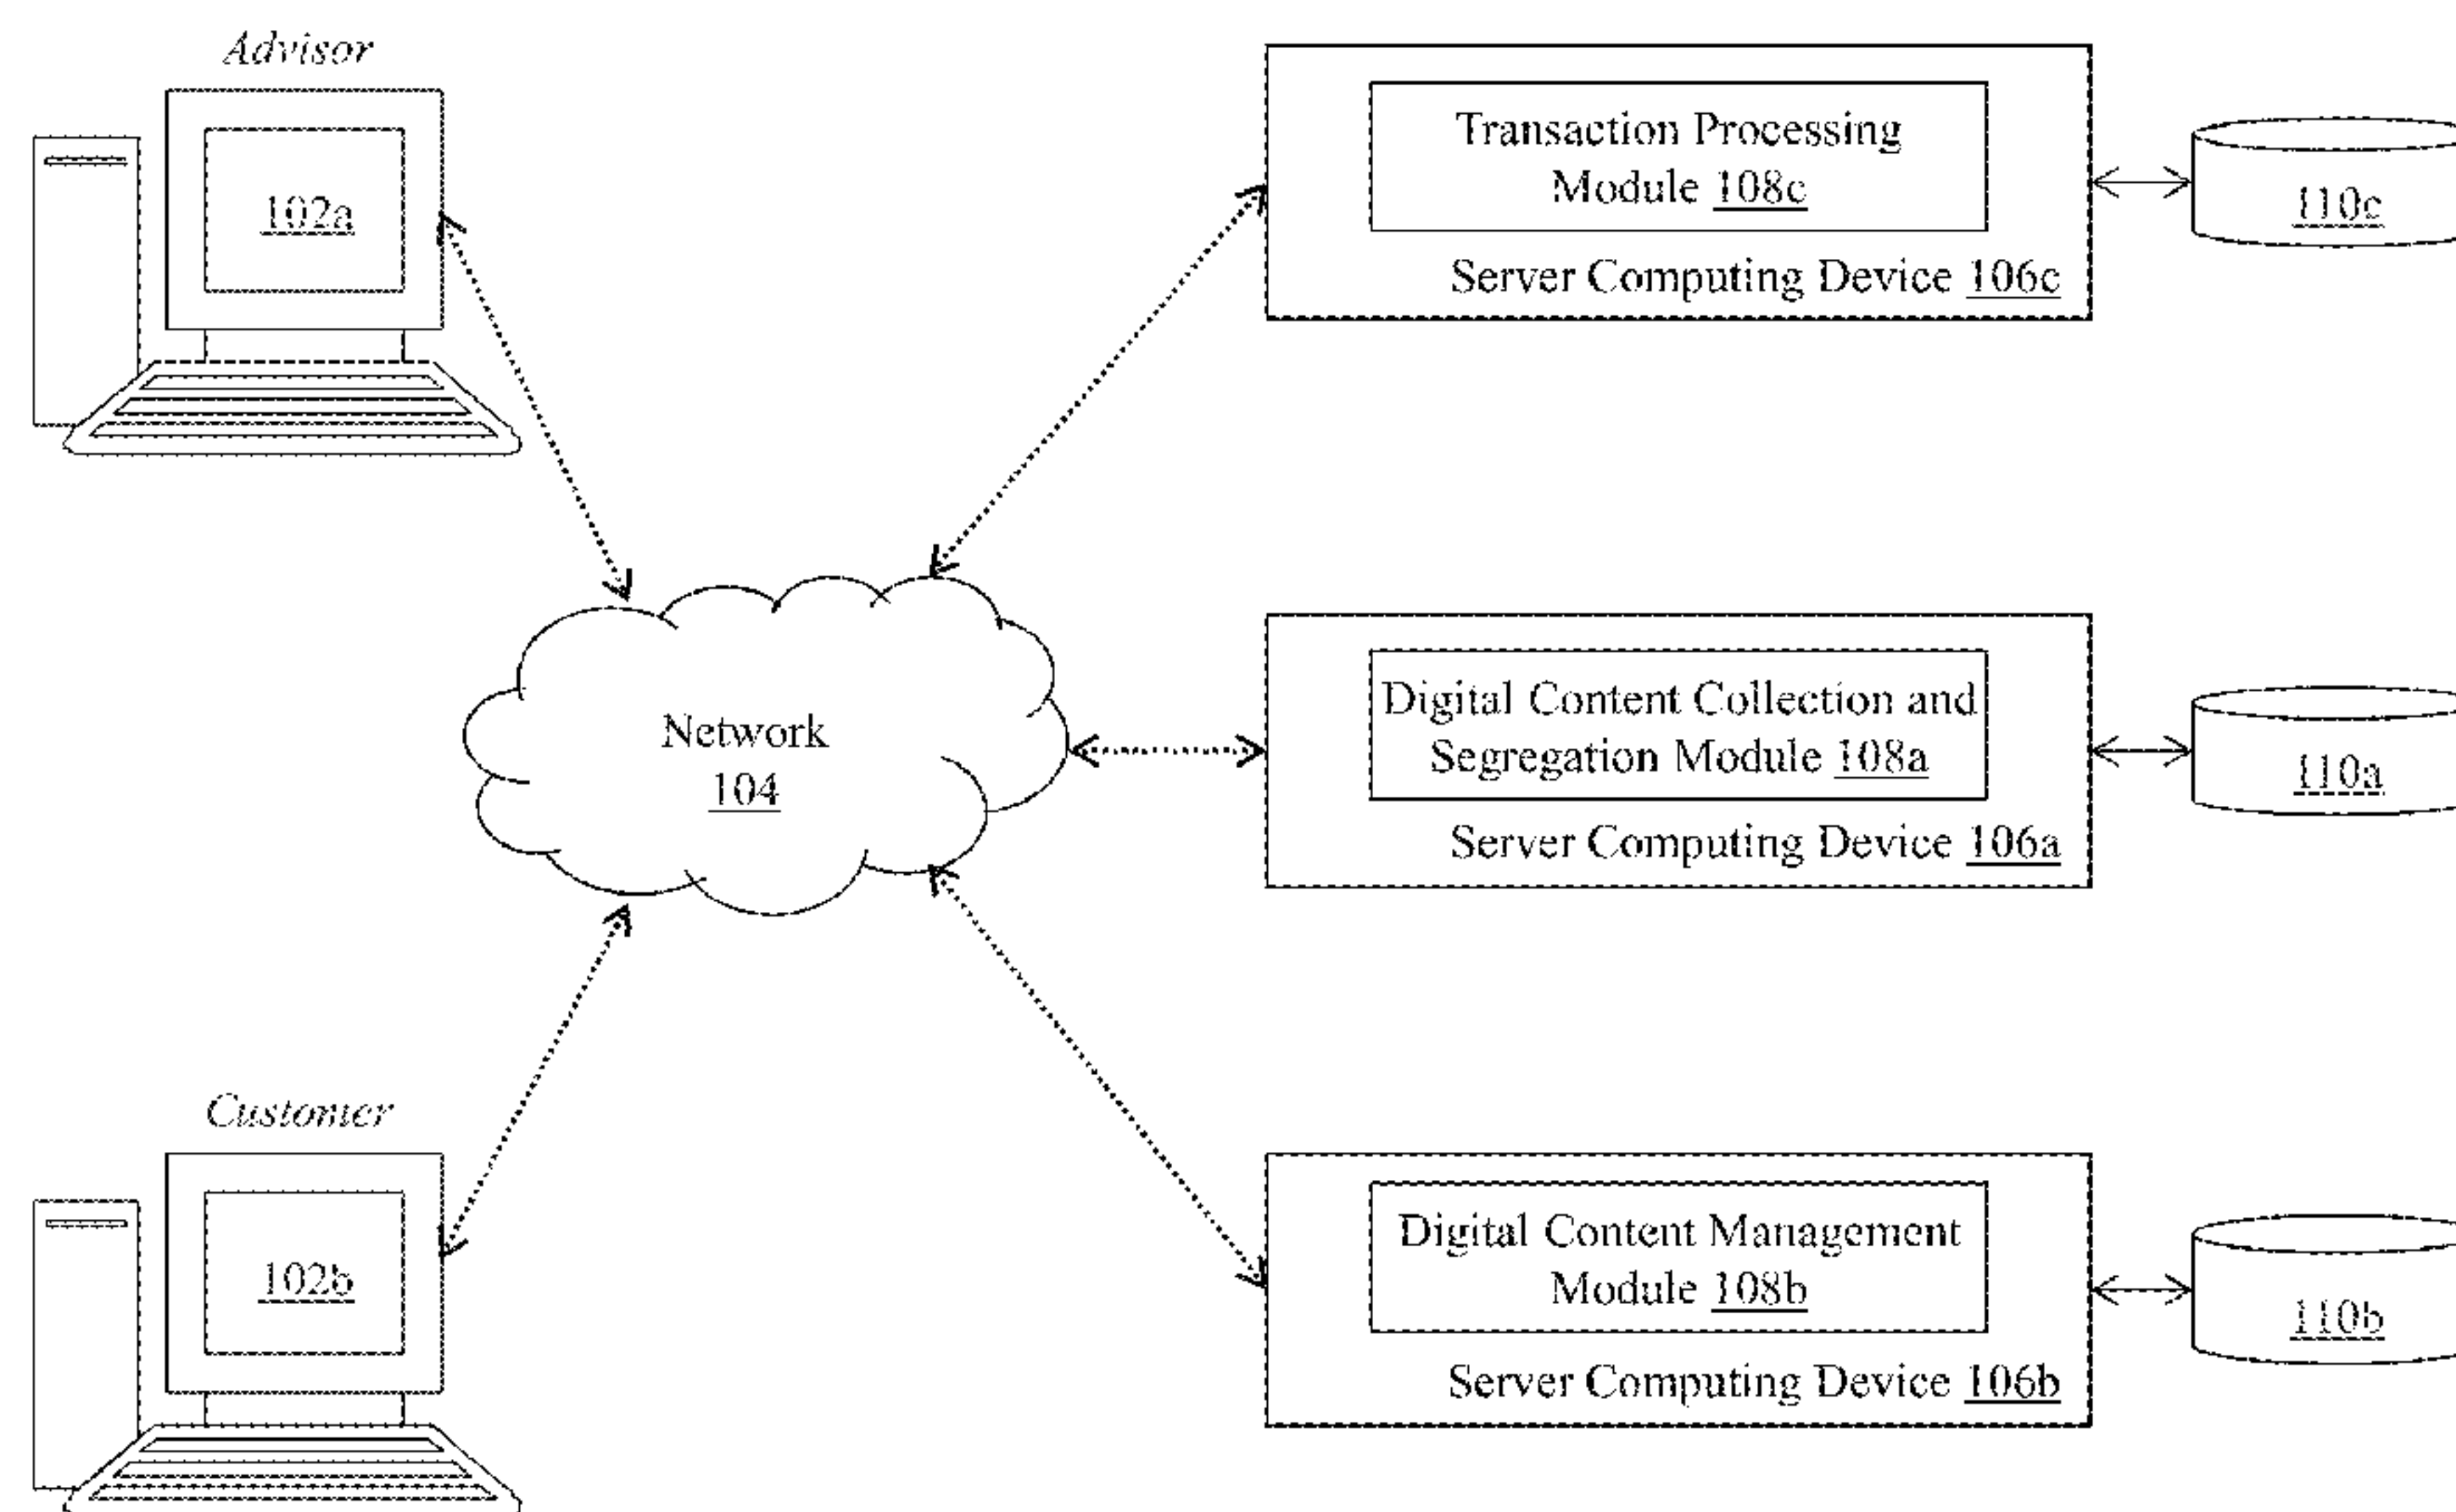 Advisor
102a
Transaction Processing
Module 108c
Server Computing Device 106c
110c
Network
104
Digital Content Collection and
Segregation Module 108a
Server Computing Device 106a
110a
Customer
102b
Digital Content Management
Module 108b
Server Computing Device 106b
110b